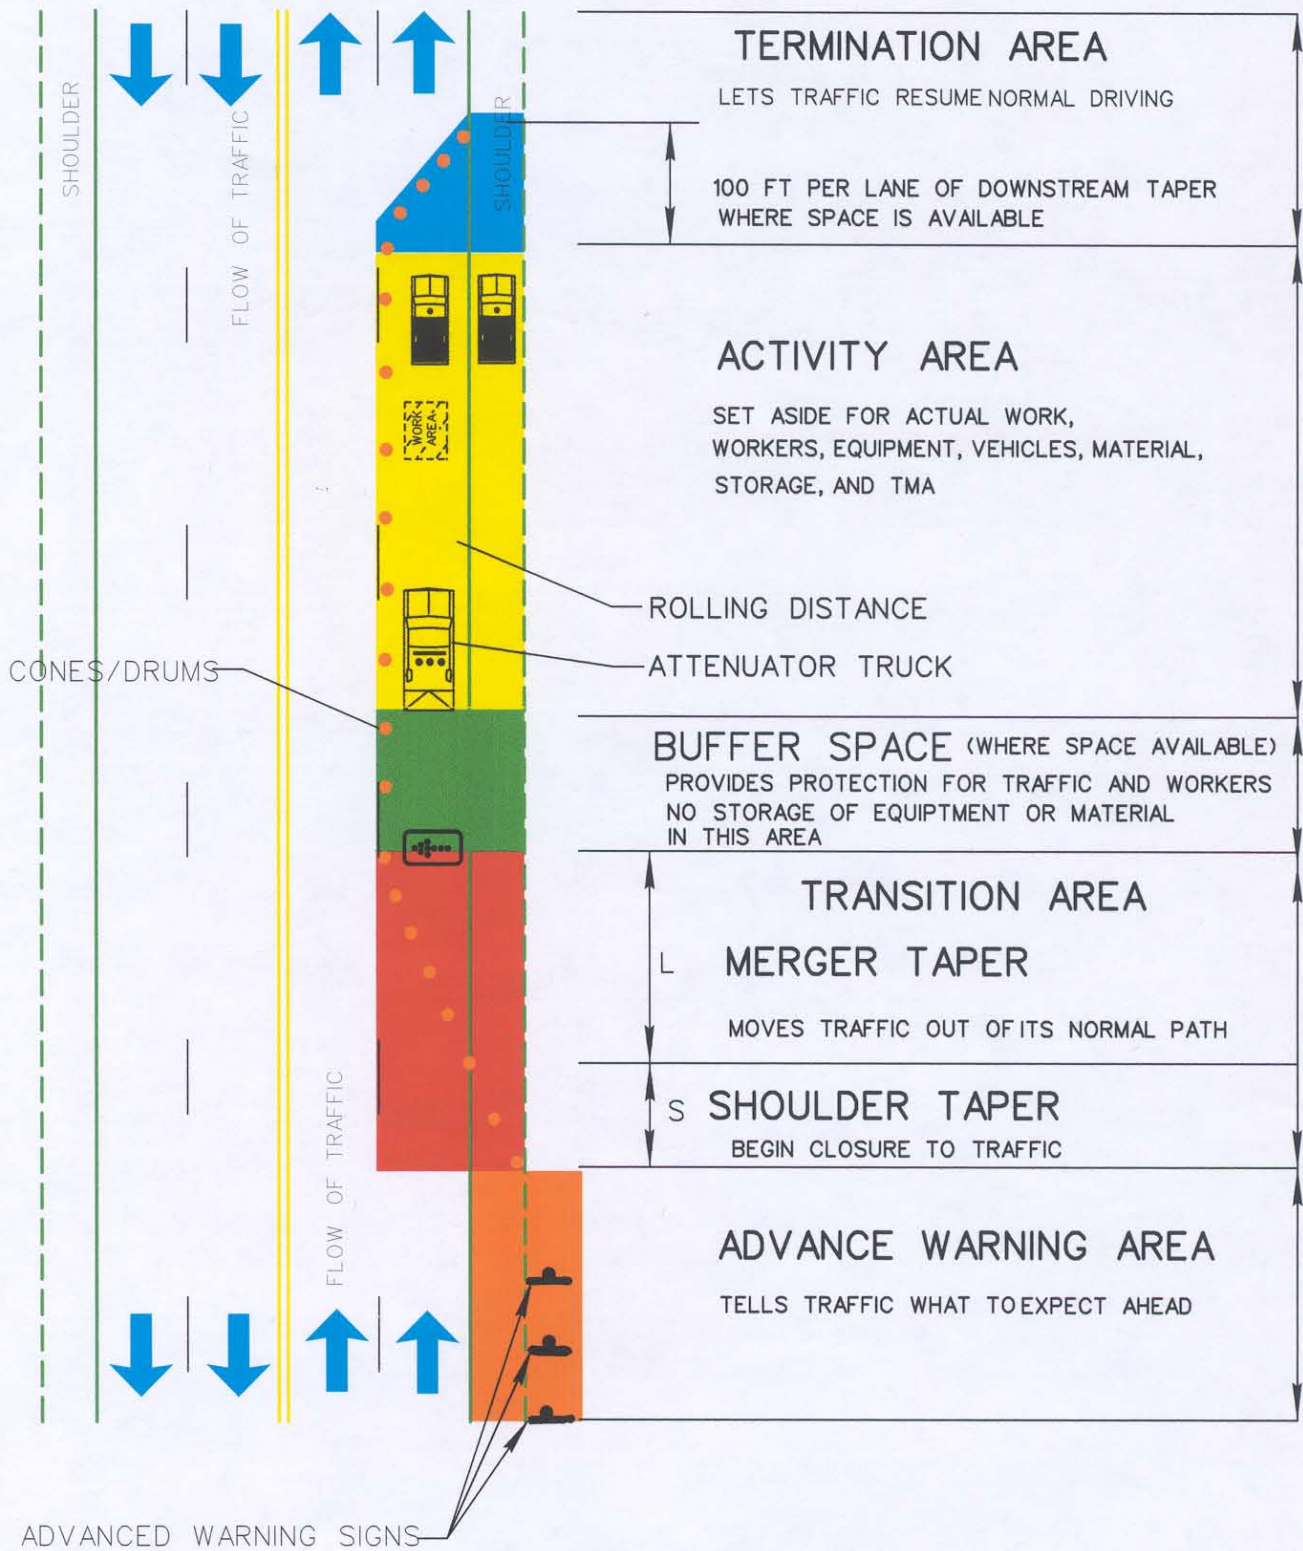 TERMINATION AREA
LETS TRAFFIC RESUME NORMAL DRIVING
SHOULDER
FLOW OF TRAFFIC
SHOULDER
100 FT PER LANE OF DOWNSTREAM TAPER
WHERE SPACE IS AVAILABLE
ACTIVITY AREA
SET ASIDE FOR ACTUAL WORK,
WORKERS, EQUIPMENT, VEHICLES, MATERIAL,
STORAGE, AND TMA
WORK
AREA
ROLLING DISTANCE
ATTENUATOR TRUCK
CONES/DRUMS
BUFFER SPACE (WHERE SPACE AVAILABLE)
PROVIDES PROTECTION FOR TRAFFIC AND WORKERS
NO STORAGE OF EQUIPTMENT OR MATERIAL
IN THIS AREA
TRANSITION AREA
L MERGER TAPER
MOVES TRAFFIC OUT OF ITS NORMAL PATH
S SHOULDER TAPER
BEGIN CLOSURE TO TRAFFIC
FLOW OF TRAFFIC
ADVANCE WARNING AREA
TELLS TRAFFIC WHAT TO EXPECT AHEAD
ADVANCED WARNING SIGNS